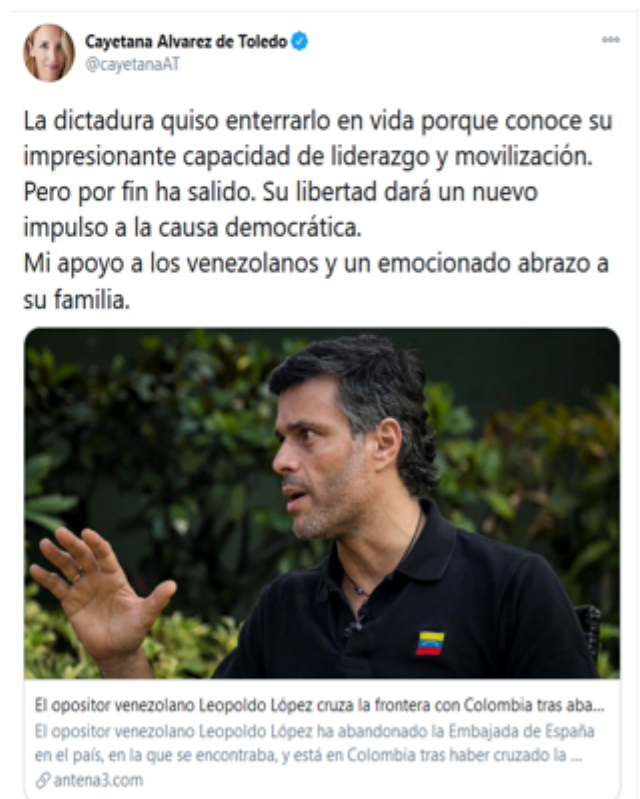 Cayetana Alvarez de Toledo
@cayetanaAT
La dictadura quiso enterrarlo en vida porque conoce su
impresionante capacidad de liderazgo y movilización.
Pero por fin ha salido. Su libertad dará un nuevo
impulso a la causa democrática.
Mi apoyo a los venezolanos y un emocionado abrazo a
su familia.
El opositor venezolano Leopoldo López cruza la frontera con Colombia tras aba...
El opositor venezolano Leopoldo López ha abandonado la Embajada de España
en el país, en la que se encontraba, y está en Colombia tras haber cruzado la ...
antena3.com